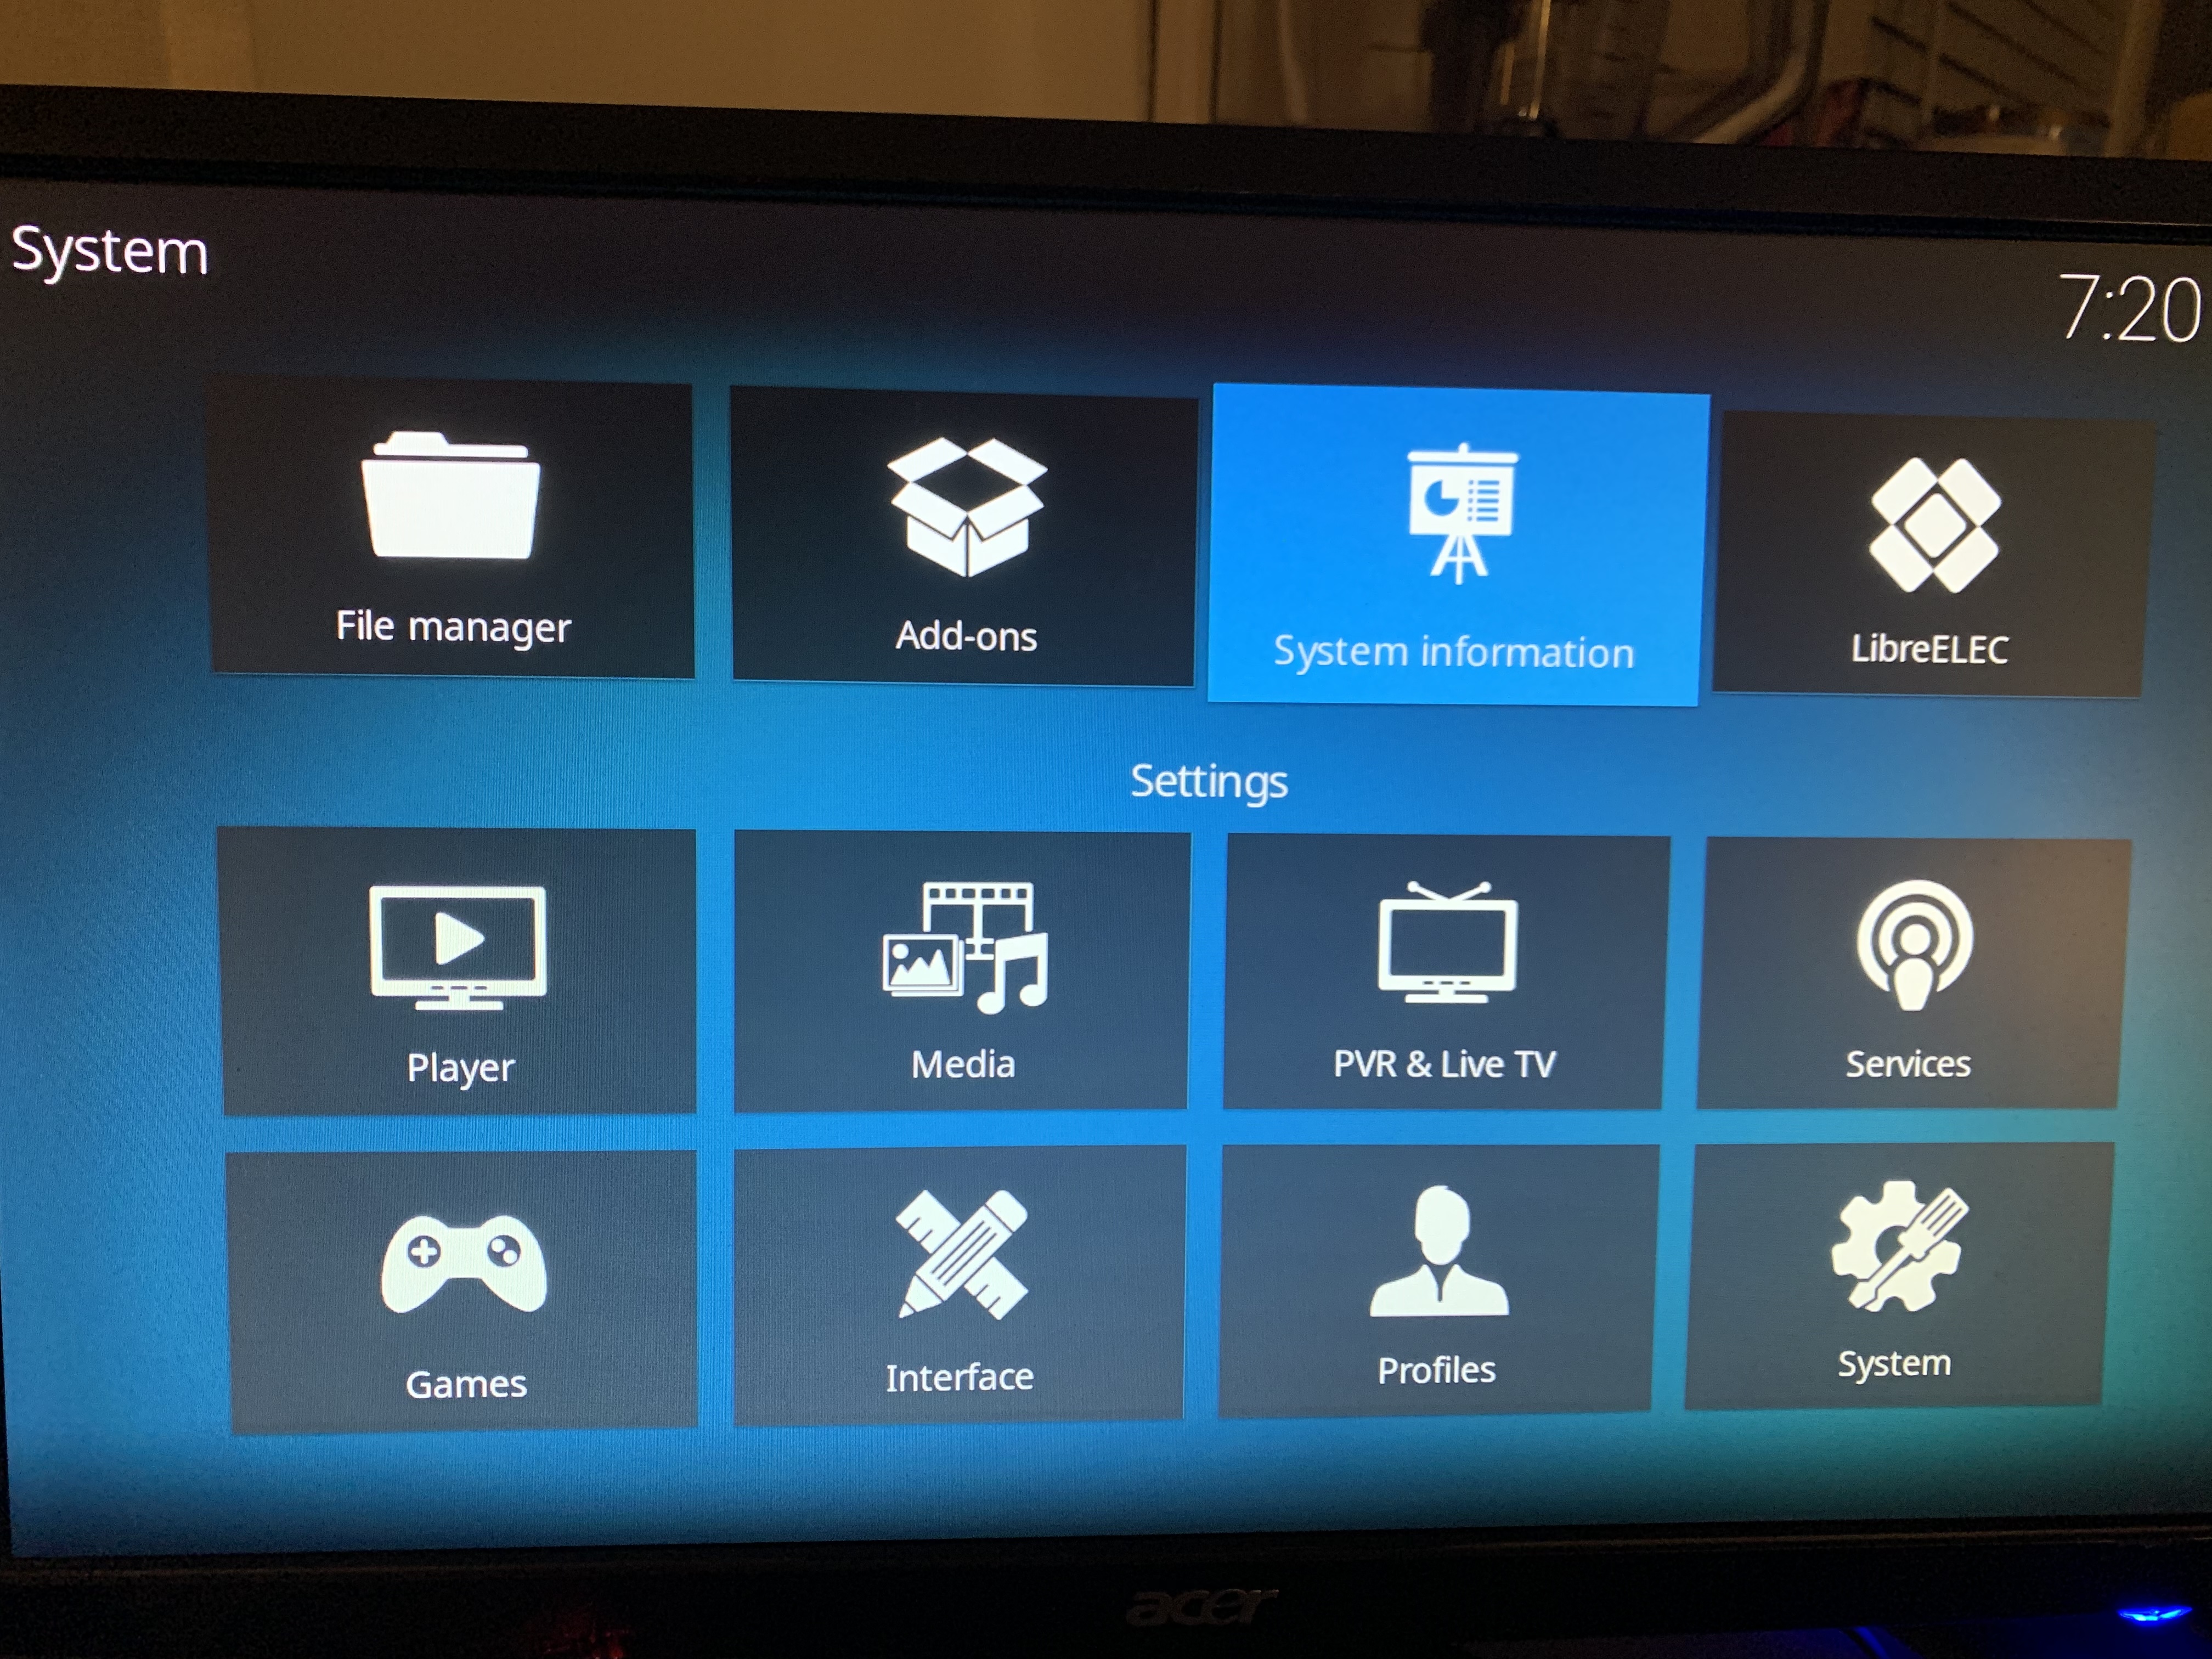 System
7:20
File manager
Add-ons
System information
LibreELEC
Settings
Player
Media
PVR & Live TV
Services
Games
Interface
Profiles
System
acer